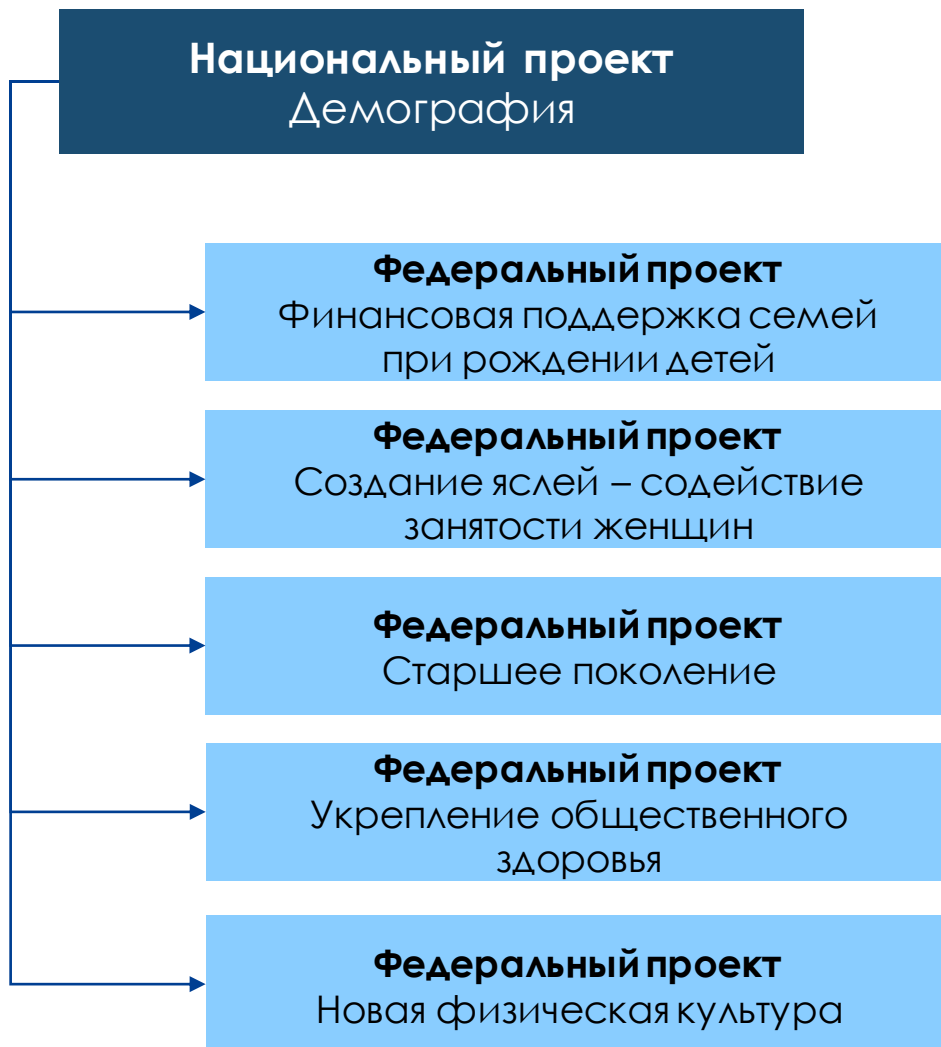 Национальный проект
Демография
Федеральный проект
Финансовая поддержка семей
при рождении детей
Федеральный проект
Создание яслей – содействие
занятости женщин
Федеральный проект
Старшее поколение
Федеральный проект
Укрепление общественного
здоровья
Федеральный проект
Новая физическая культура